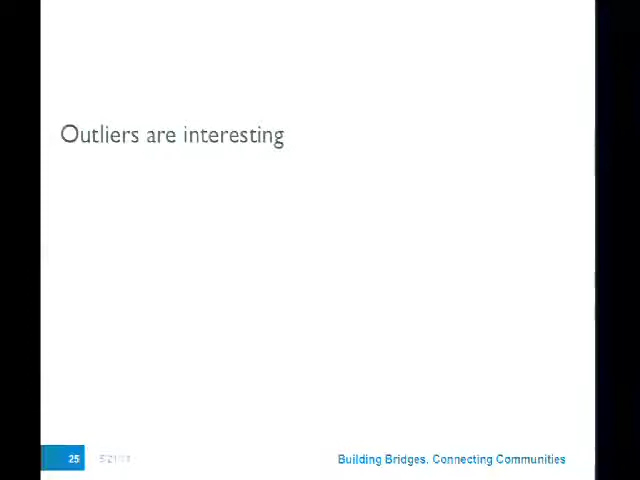 Outliers are interesting
25
Building Bridges. Connecting Communities